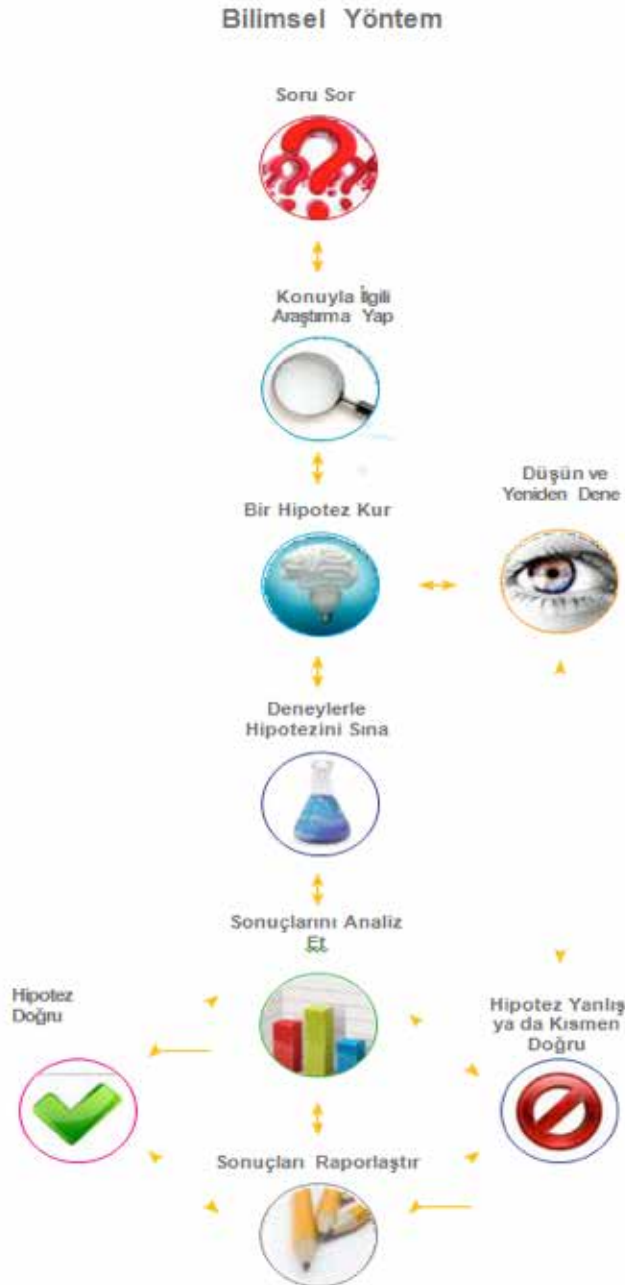 Bilimsel Yöntem
Soru Sor
Konuyla İlgili
Araştırma Yap
Bir Hipotez Kur
Düşün ve
Yeniden Dene
Deneylerle
Hipotezini Sına
Sonuçlarını Analiz
Et
Hipotez
Doğru
Hipotez Yanlış
ya da Kısmen
Doğru
Sonuçları Raporlaştır